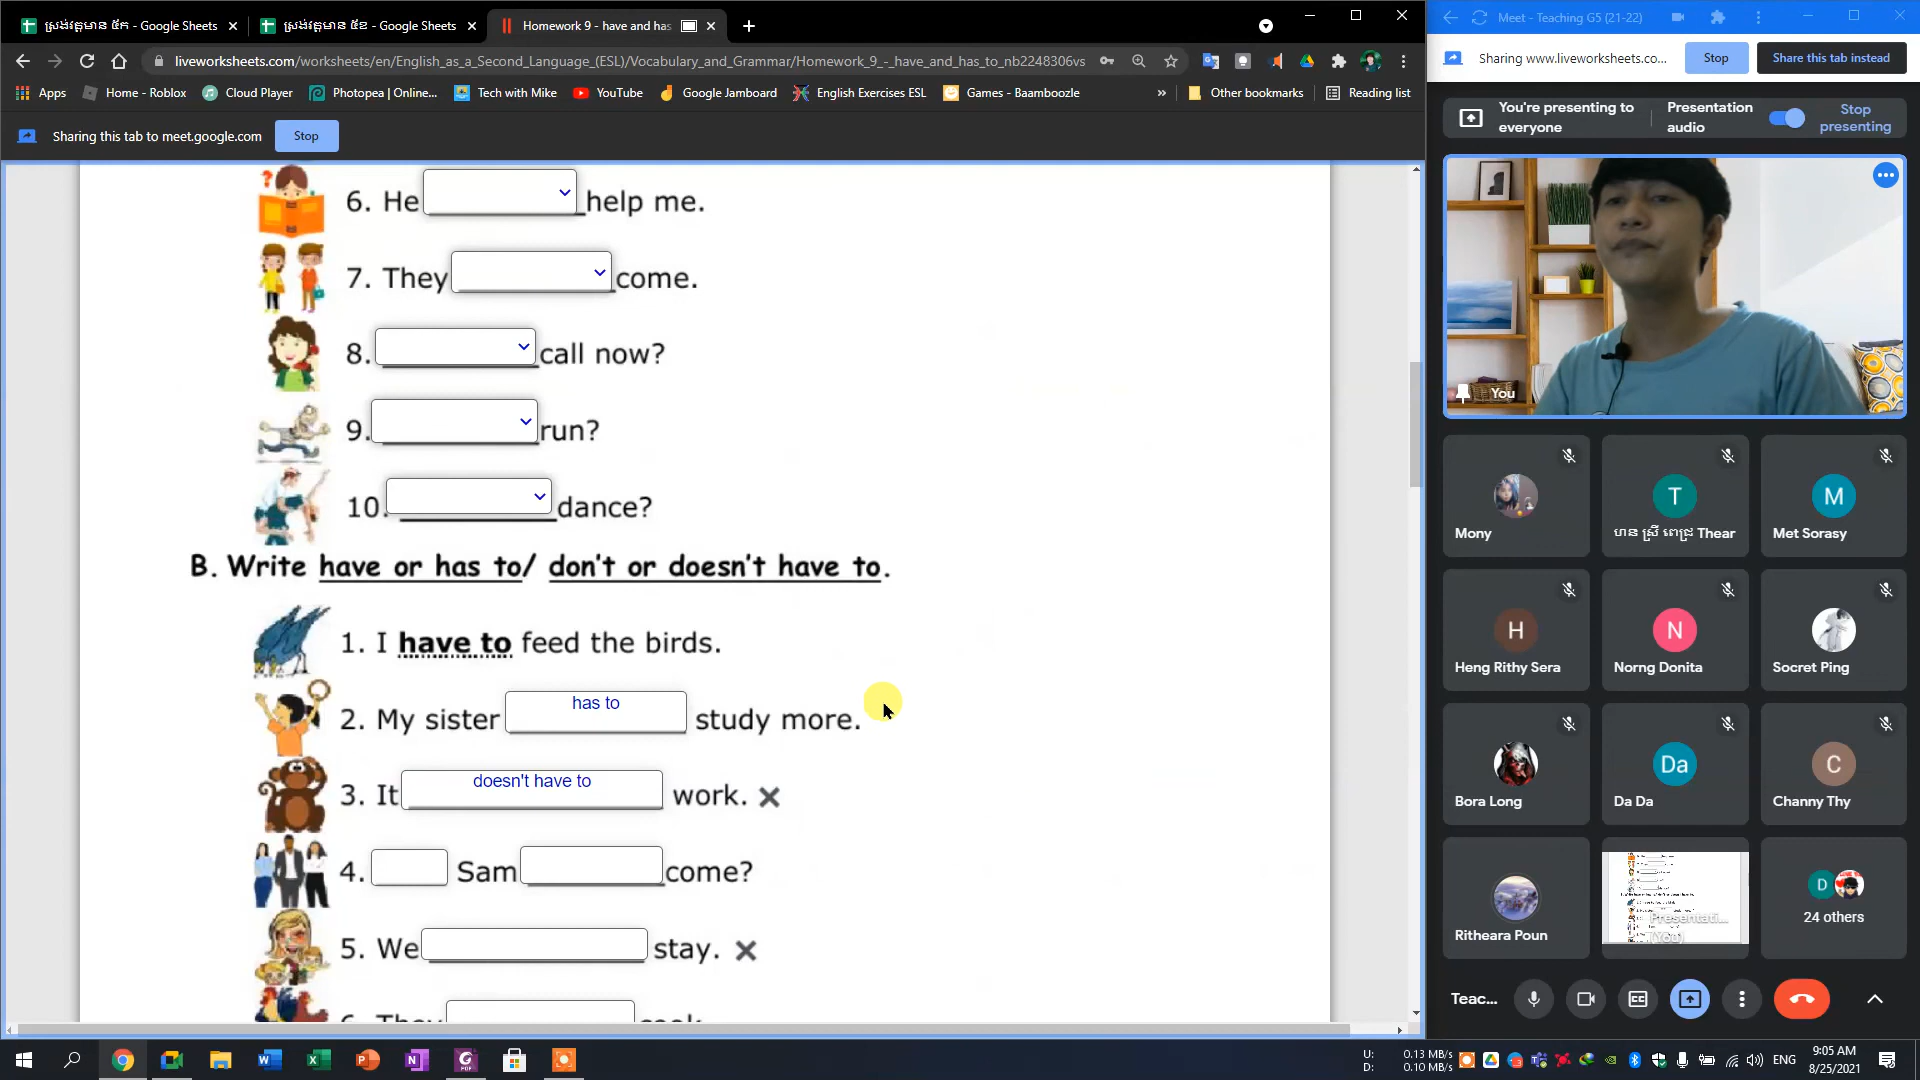 ស្រង់វត្តមាន ៥ក - Google Sheets
ស្រង់វត្តមាន ៥ខ - Google Sheets
Homework 9 - have and has
Meet - Teaching G5 (21-22)
liveworksheets.com/worksheets/en/English_as_a_Second_Language_(ESL)/Vocabulary_and_Grammar/Homework_9_-_have_and_has_to_nb2248306vs
Sharing www.liveworksheets.co... Stop Share this tab instead
Apps Home - Roblox Cloud Player Photopea | Online... Tech with Mike YouTube Google Jamboard English Exercises ESL Games - Baamboozle » Other bookmarks Reading list
Sharing this tab to meet.google.com Stop
You're presenting to everyone
Presentation audio
Stop presenting
6. He help me.
7. They come.
8. call now?
9. run?
10. dance?
B. Write have or has to/ don't or doesn't have to.
1. I have to feed the birds.
2. My sister has to study more.
3. It doesn't have to work. ×
4. Sam come?
5. We stay. ×
You
Mony
T
ហន ស្រី ពេជ្រ Thear
M
Met Sorasy
H
Heng Rithy Sera
N
Norng Donita
Socret Ping
Bora Long
Da
Da Da
C
Channy Thy
Ritheara Poun
Presentati...
(You)
D
24 others
Teac...
U: 0.13 MB/s
D: 0.10 MB/s
ENG
9:05 AM
8/25/2021